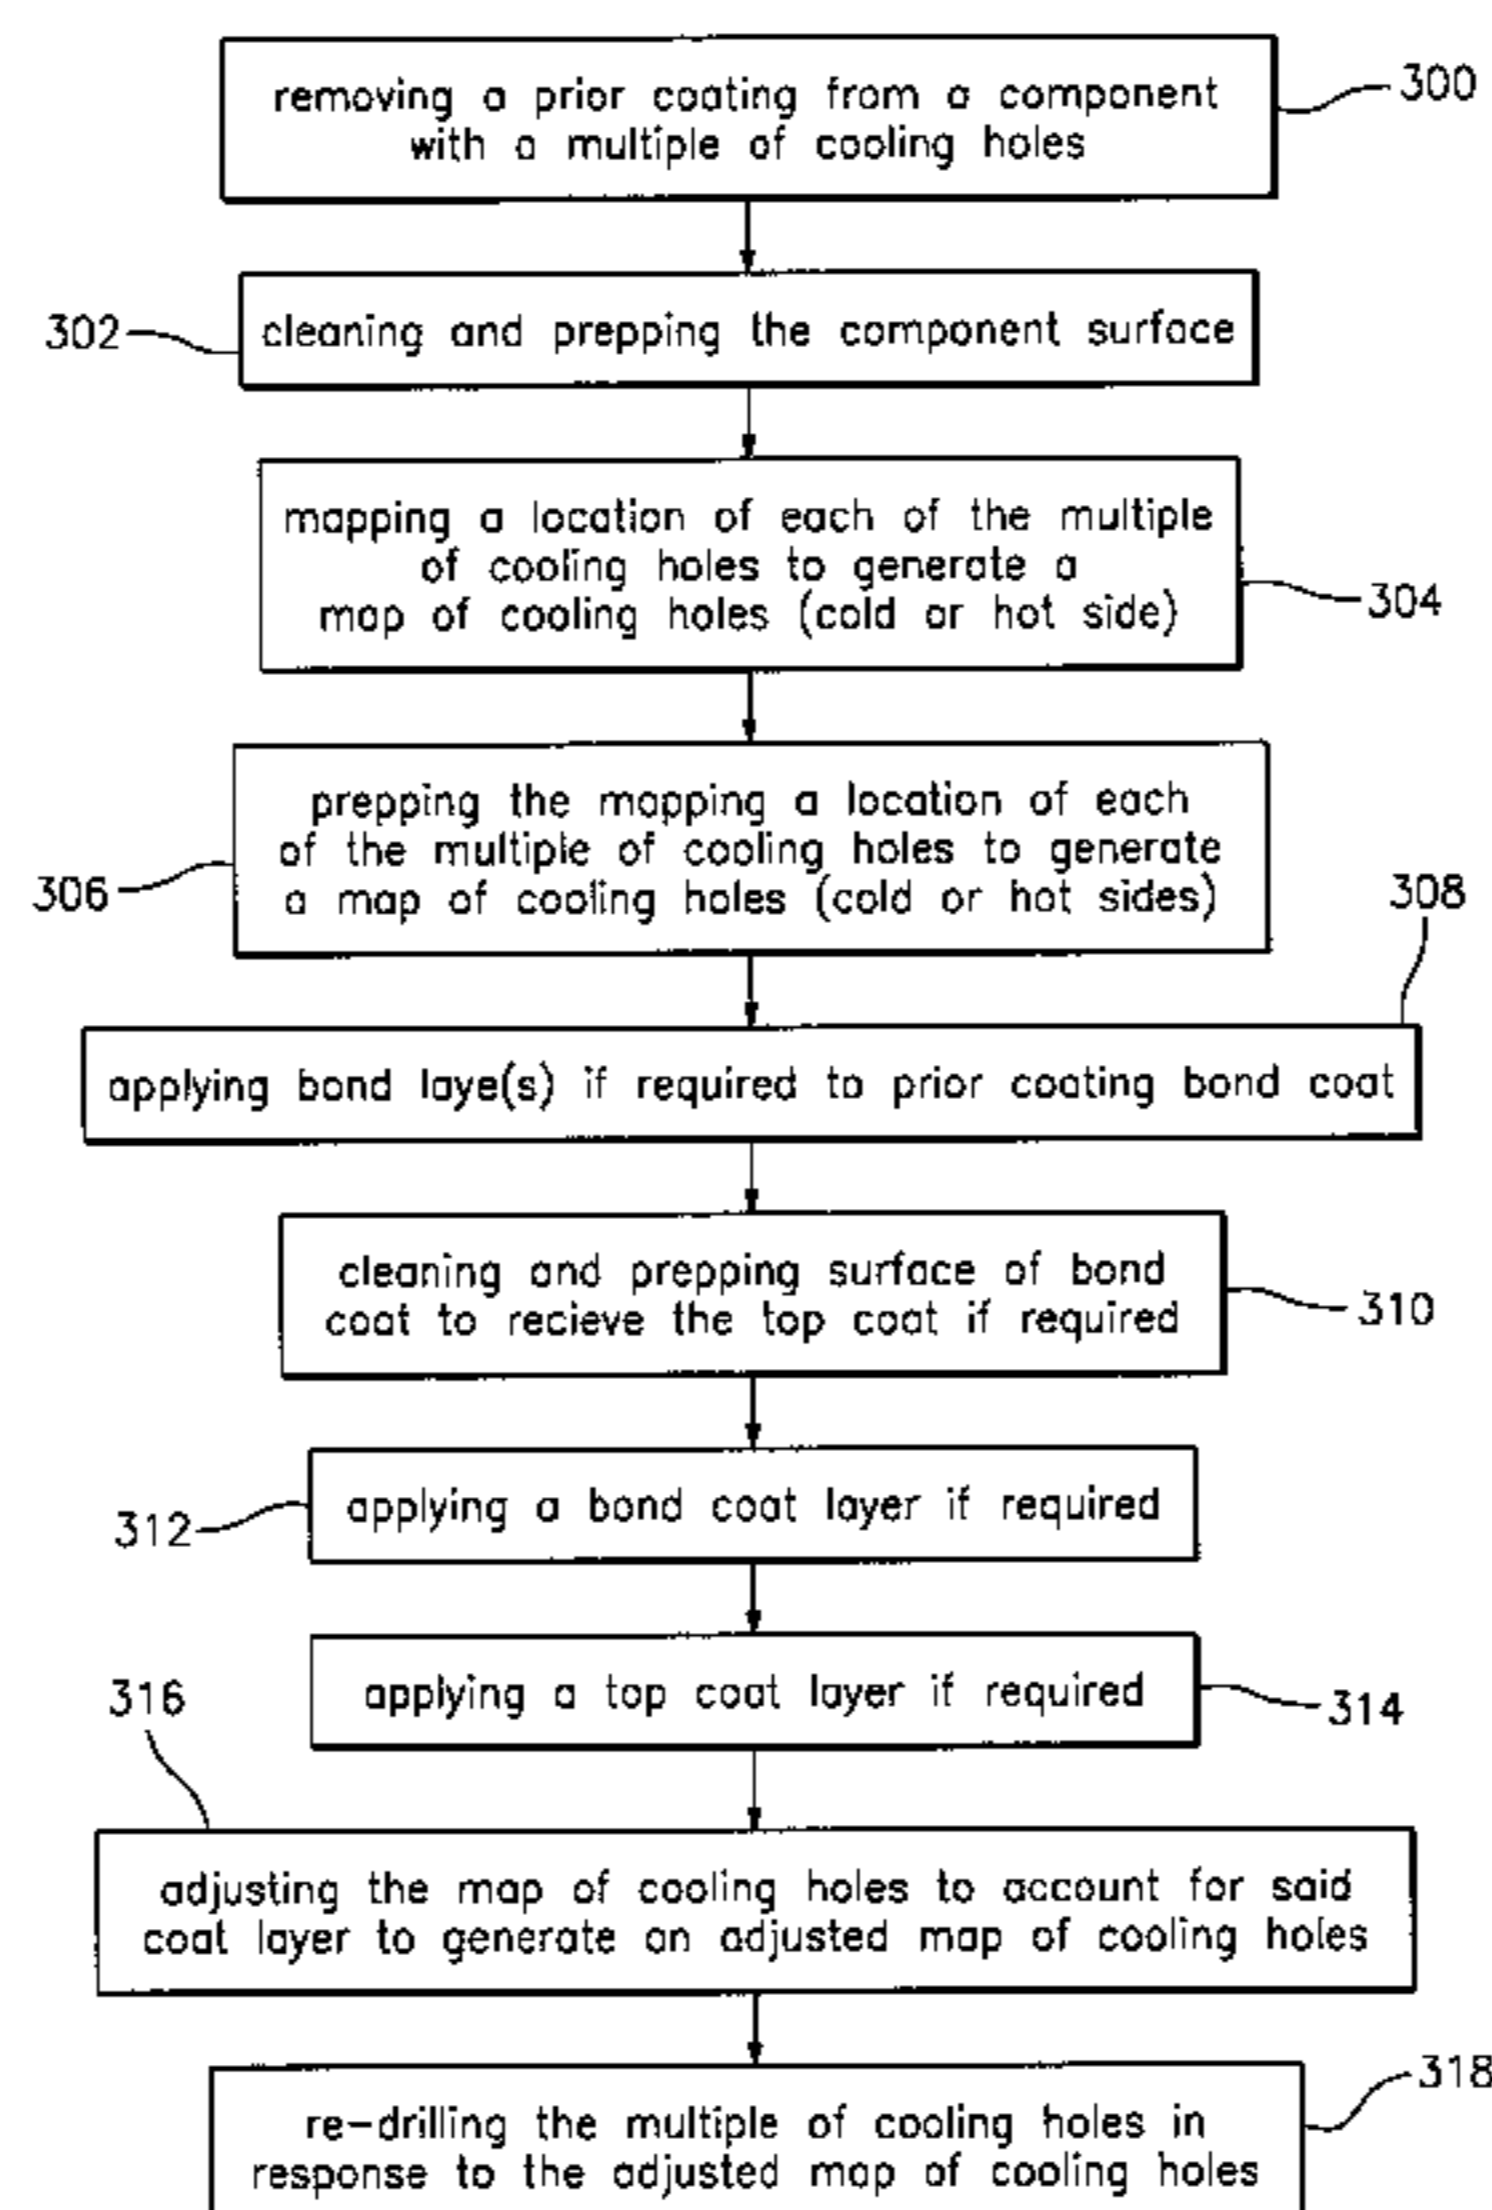 removing a prior coating from a component
with a multiple of cooling holes
300
302
cleaning and prepping the component surface
mapping a location of each of the multiple
of cooling holes to generate a
map of cooling holes (cold or hot side)
304
prepping the mapping a location of each
of the multiple of cooling holes to generate
a map of cooling holes (cold or hot sides)
306
308
applying bond laye(s) if required to prior coating bond coat
cleaning and prepping surface of bond
coat to recieve the top coat if required
310
312
applying a bond coat layer if required
applying a top coat layer if required
314
316
adjusting the map of cooling holes to account for said
coat layer to generate an adjusted map of cooling holes
318
re-drilling the multiple of cooling holes in
response to the adjusted map of cooling holes